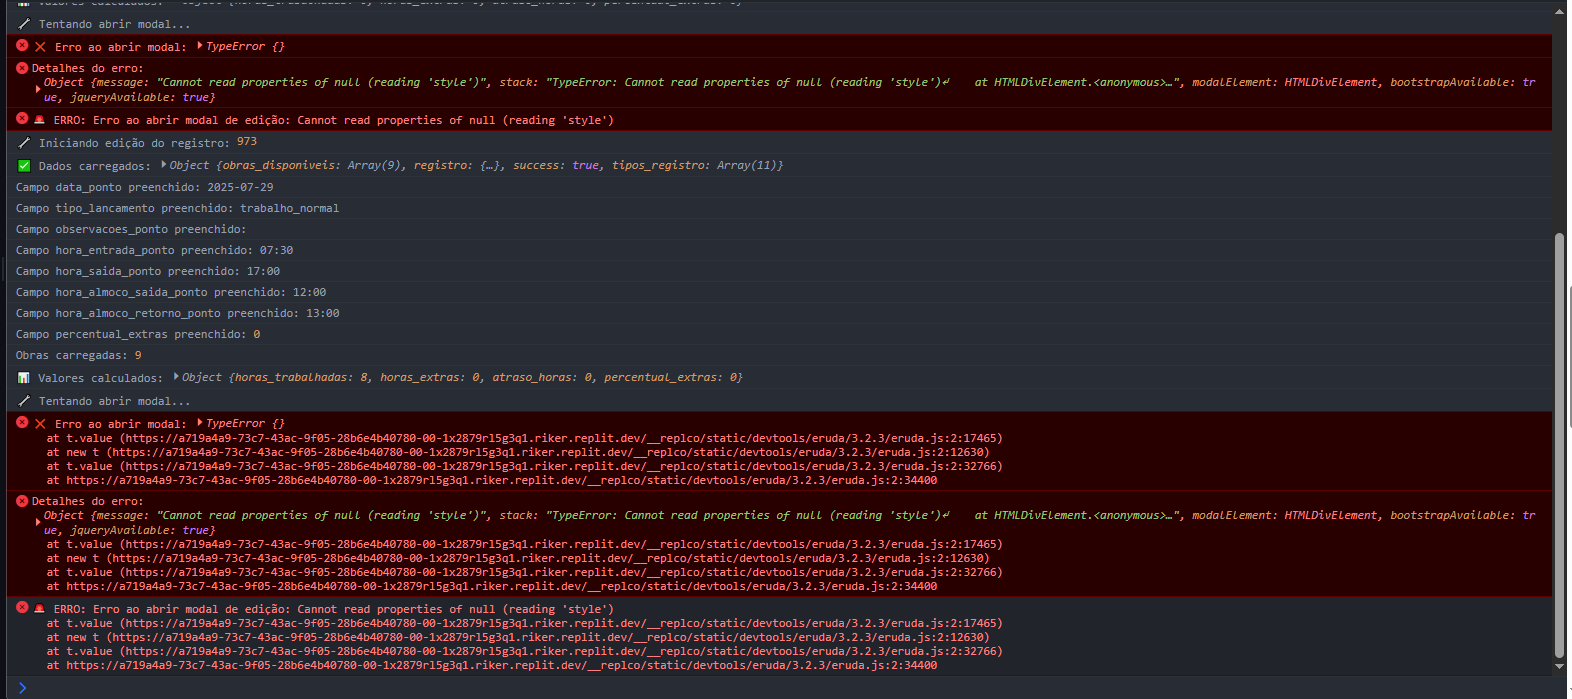 Tentando abrir modal...
Erro ao abrir modal: TypeError {}
Detalhes do erro:
Object {message: "Cannot read properties of null (reading 'style')", stack: "TypeError: Cannot read properties of null (reading 'style')↵    at HTMLDivElement.<anonymous>…", modalElement: HTMLDivElement, bootstrapAvailable: tr
ue, jqueryAvailable: true}
ERRO: Erro ao abrir modal de edição: Cannot read properties of null (reading 'style')
Iniciando edição do registro: 973
Dados carregados: Object {obras_disponiveis: Array(9), registro: {…}, success: true, tipos_registro: Array(11)}
Campo data_ponto preenchido: 2025-07-29
Campo tipo_lancamento preenchido: trabalho_normal
Campo observacoes_ponto preenchido:
Campo hora_entrada_ponto preenchido: 07:30
Campo hora_saida_ponto preenchido: 17:00
Campo hora_almoco_saida_ponto preenchido: 12:00
Campo hora_almoco_retorno_ponto preenchido: 13:00
Campo percentual_extras preenchido: 0
Obras carregadas: 9
Valores calculados: Object {horas_trabalhadas: 8, horas_extras: 0, atraso_horas: 0, percentual_extras: 0}
Tentando abrir modal...
Erro ao abrir modal: TypeError {}
at t.value (https://a719a4a9-73c7-43ac-9f05-28b6e4b40780-00-1x2879rl5g3q1.riker.replit.dev/__replco/static/devtools/eruda/3.2.3/eruda.js:2:17465)
at new t (https://a719a4a9-73c7-43ac-9f05-28b6e4b40780-00-1x2879rl5g3q1.riker.replit.dev/__replco/static/devtools/eruda/3.2.3/eruda.js:2:12630)
at t.value (https://a719a4a9-73c7-43ac-9f05-28b6e4b40780-00-1x2879rl5g3q1.riker.replit.dev/__replco/static/devtools/eruda/3.2.3/eruda.js:2:32766)
at https://a719a4a9-73c7-43ac-9f05-28b6e4b40780-00-1x2879rl5g3q1.riker.replit.dev/__replco/static/devtools/eruda/3.2.3/eruda.js:2:34400
Detalhes do erro:
Object {message: "Cannot read properties of null (reading 'style')", stack: "TypeError: Cannot read properties of null (reading 'style')↵    at HTMLDivElement.<anonymous>…", modalElement: HTMLDivElement, bootstrapAvailable: tr
ue, jqueryAvailable: true}
at t.value (https://a719a4a9-73c7-43ac-9f05-28b6e4b40780-00-1x2879rl5g3q1.riker.replit.dev/__replco/static/devtools/eruda/3.2.3/eruda.js:2:17465)
at new t (https://a719a4a9-73c7-43ac-9f05-28b6e4b40780-00-1x2879rl5g3q1.riker.replit.dev/__replco/static/devtools/eruda/3.2.3/eruda.js:2:12630)
at t.value (https://a719a4a9-73c7-43ac-9f05-28b6e4b40780-00-1x2879rl5g3q1.riker.replit.dev/__replco/static/devtools/eruda/3.2.3/eruda.js:2:32766)
at https://a719a4a9-73c7-43ac-9f05-28b6e4b40780-00-1x2879rl5g3q1.riker.replit.dev/__replco/static/devtools/eruda/3.2.3/eruda.js:2:34400
ERRO: Erro ao abrir modal de edição: Cannot read properties of null (reading 'style')
at t.value (https://a719a4a9-73c7-43ac-9f05-28b6e4b40780-00-1x2879rl5g3q1.riker.replit.dev/__replco/static/devtools/eruda/3.2.3/eruda.js:2:17465)
at new t (https://a719a4a9-73c7-43ac-9f05-28b6e4b40780-00-1x2879rl5g3q1.riker.replit.dev/__replco/static/devtools/eruda/3.2.3/eruda.js:2:12630)
at t.value (https://a719a4a9-73c7-43ac-9f05-28b6e4b40780-00-1x2879rl5g3q1.riker.replit.dev/__replco/static/devtools/eruda/3.2.3/eruda.js:2:32766)
at https://a719a4a9-73c7-43ac-9f05-28b6e4b40780-00-1x2879rl5g3q1.riker.replit.dev/__replco/static/devtools/eruda/3.2.3/eruda.js:2:34400